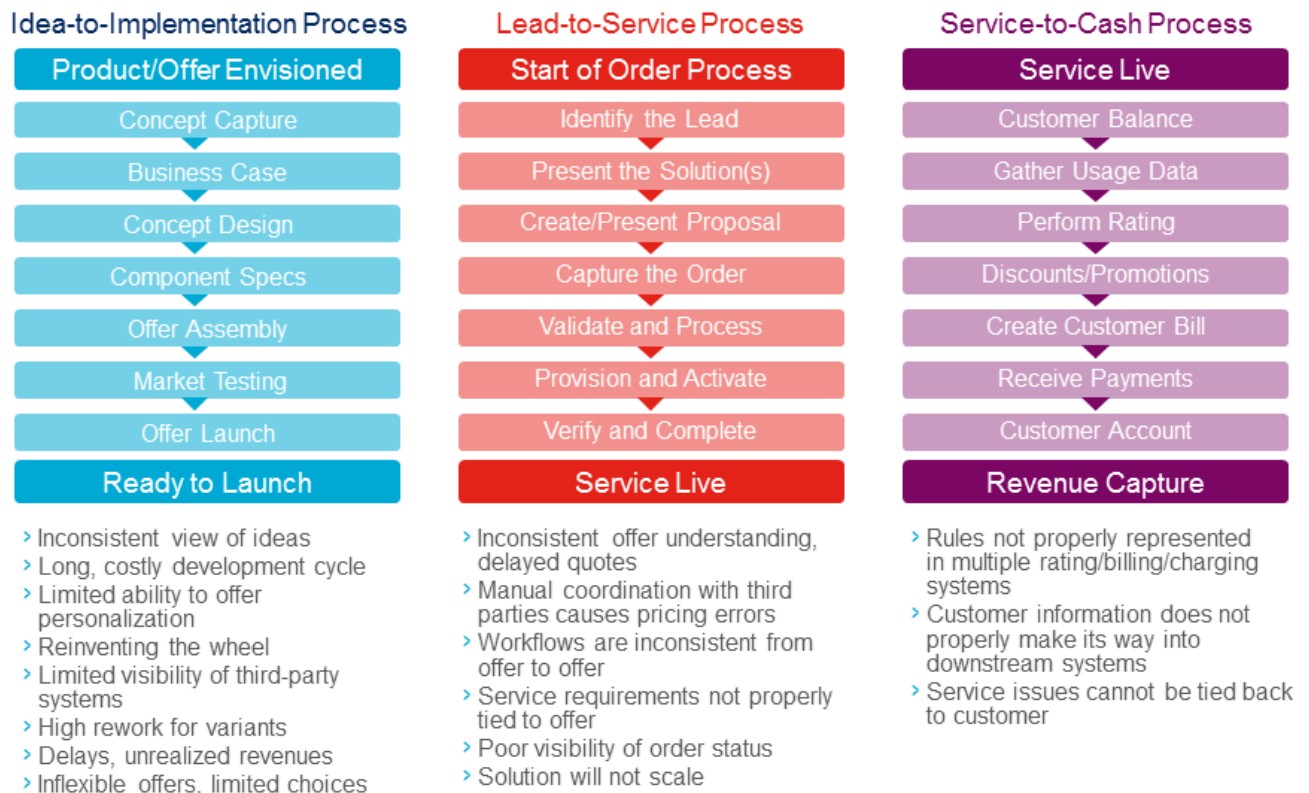 Idea-to-Implementation Process
Product/Offer Envisioned
Concept Capture
Business Case
Concept Design
Component Specs
Offer Assembly
Market Testing
Offer Launch
Ready to Launch
› Inconsistent view of ideas
› Long, costly development cycle
› Limited ability to offer
personalization
› Reinventing the wheel
› Limited visibility of third-party
systems
› High rework for variants
› Delays, unrealized revenues
› Inflexible offers, limited choices
Lead-to-Service Process
Start of Order Process
Identify the Lead
Present the Solution(s)
Create/Present Proposal
Capture the Order
Validate and Process
Provision and Activate
Verify and Complete
Service Live
› Inconsistent offer understanding,
delayed quotes
› Manual coordination with third
parties causes pricing errors
› Workflows are inconsistent from
offer to offer
› Service requirements not properly
tied to offer
› Poor visibility of order status
› Solution will not scale
Service-to-Cash Process
Service Live
Customer Balance
Gather Usage Data
Perform Rating
Discounts/Promotions
Create Customer Bill
Receive Payments
Customer Account
Revenue Capture
› Rules not properly represented
in multiple rating/billing/charging
systems
› Customer information does not
properly make its way into
downstream systems
› Service issues cannot be tied back
to customer